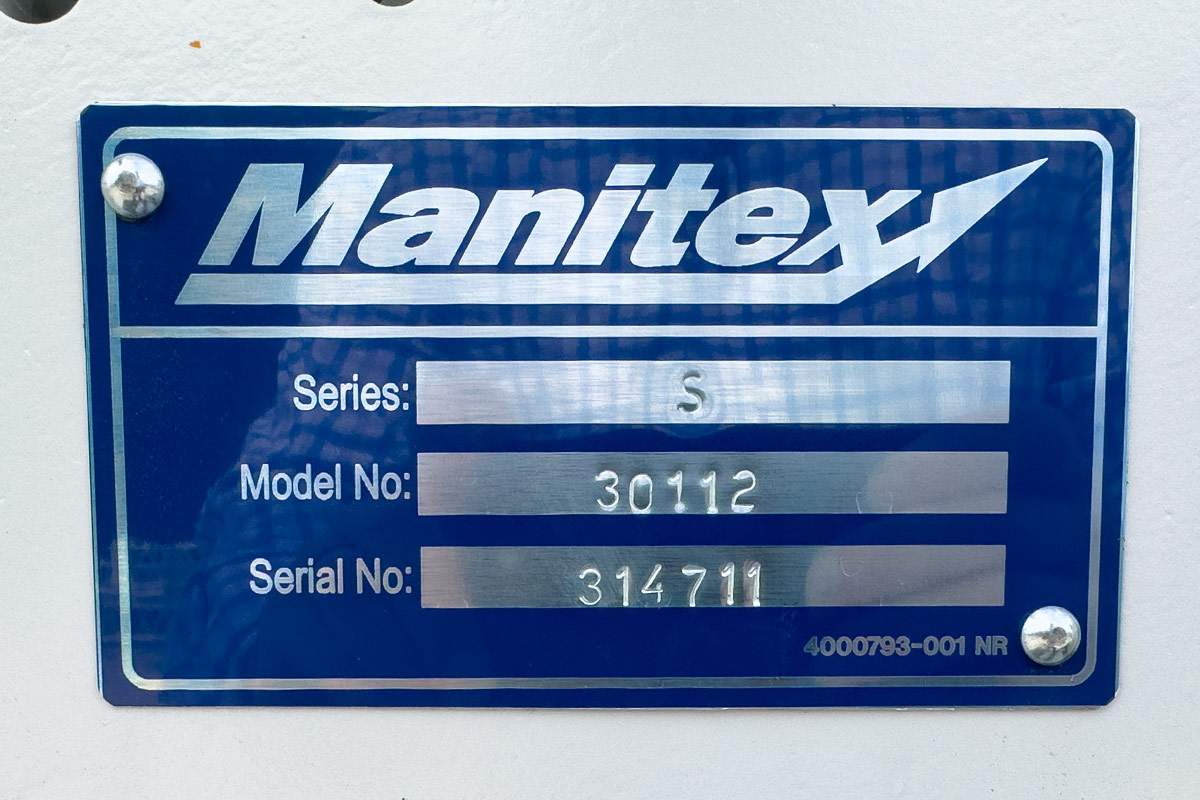 Manitex
Series: S
Model No: 30112
Serial No: 314711
4000793-001 NR